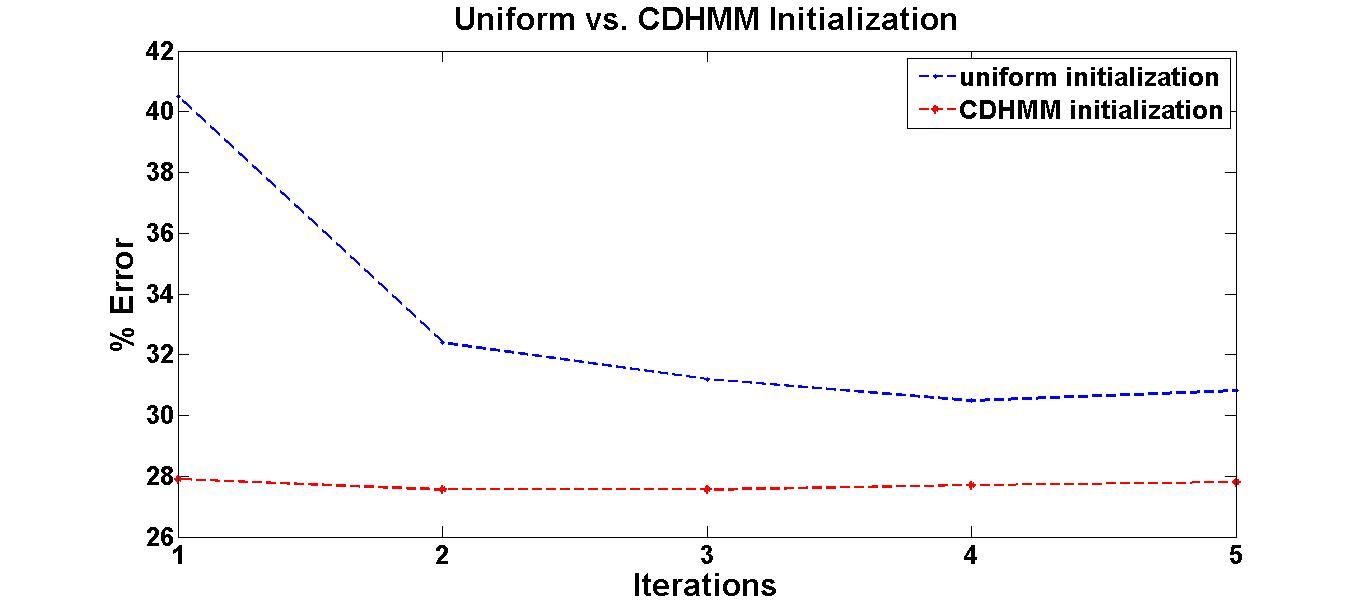 Uniform vs. CDHMM Initialization
42
40
38
36
34
32
30
28
26
% Error
uniform initialization
CDHMM initialization
1 2 3 4 5
Iterations